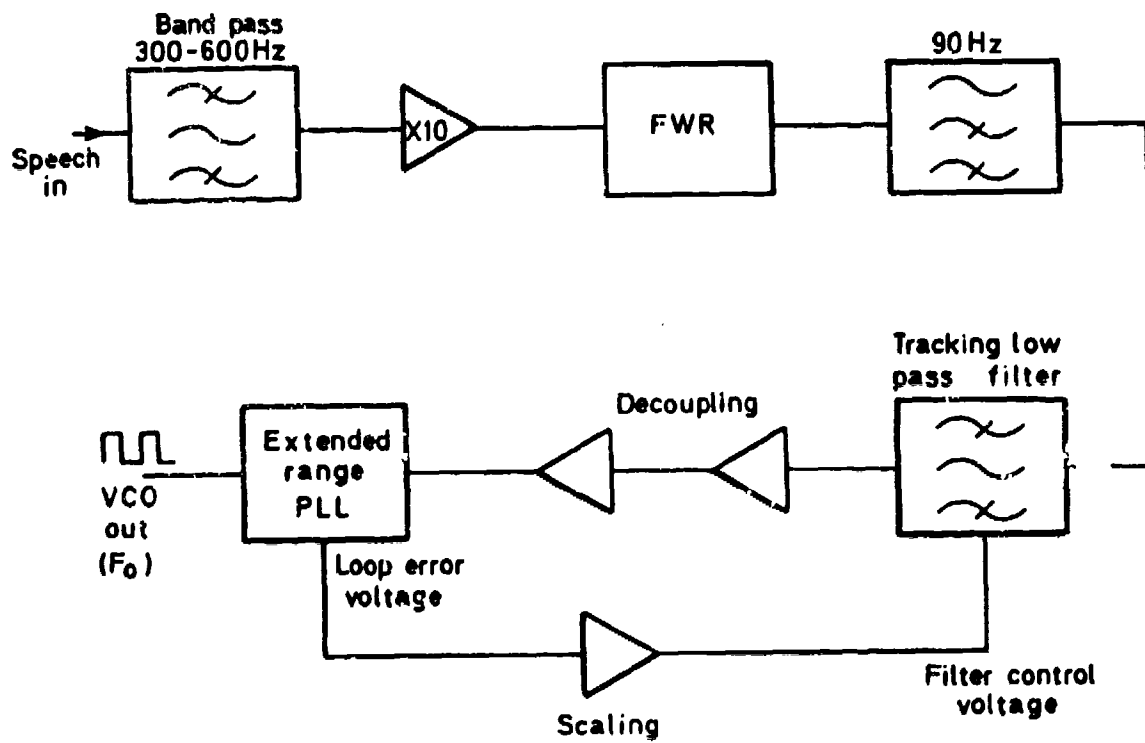 Band pass
300-600Hz
90Hz
Speech
in
X10
FWR
Tracking low
pass filter
Decoupling
Extended
range
PLL
VCO
out
(F₀)
Loop error
voltage
Filter control
voltage
Scaling